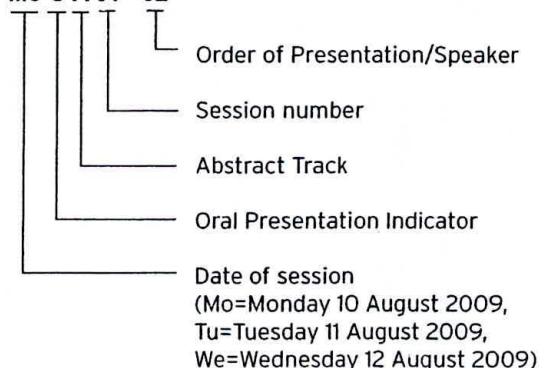 Order of Presentation/Speaker
Session number
Abstract Track
Oral Presentation Indicator
Date of session
(Mo=Monday 10 August 2009,
Tu=Tuesday 11 August 2009,
We=Wednesday 12 August 2009)